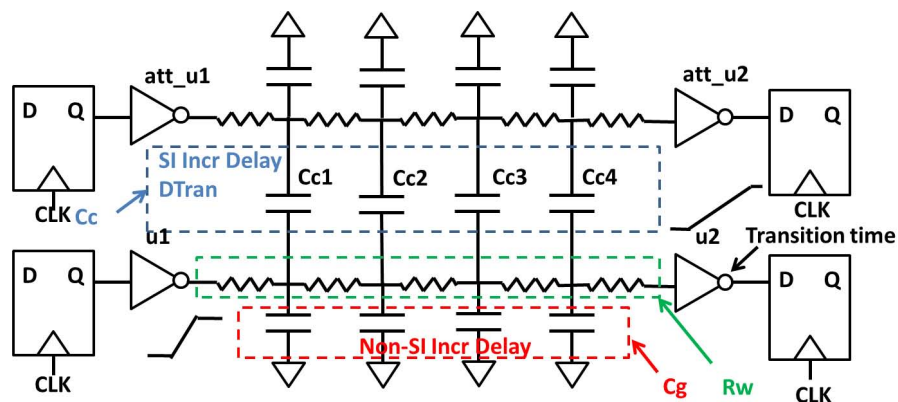 att_u1
att_u2
D Q
D Q
SI Incr Delay
DTran
Cc1
Cc2
Cc3
Cc4
CLK
Cc
CLK
u1
u2
Transition time
D Q
D Q
Non-SI Incr Delay
CLK
Cg
Rw
CLK